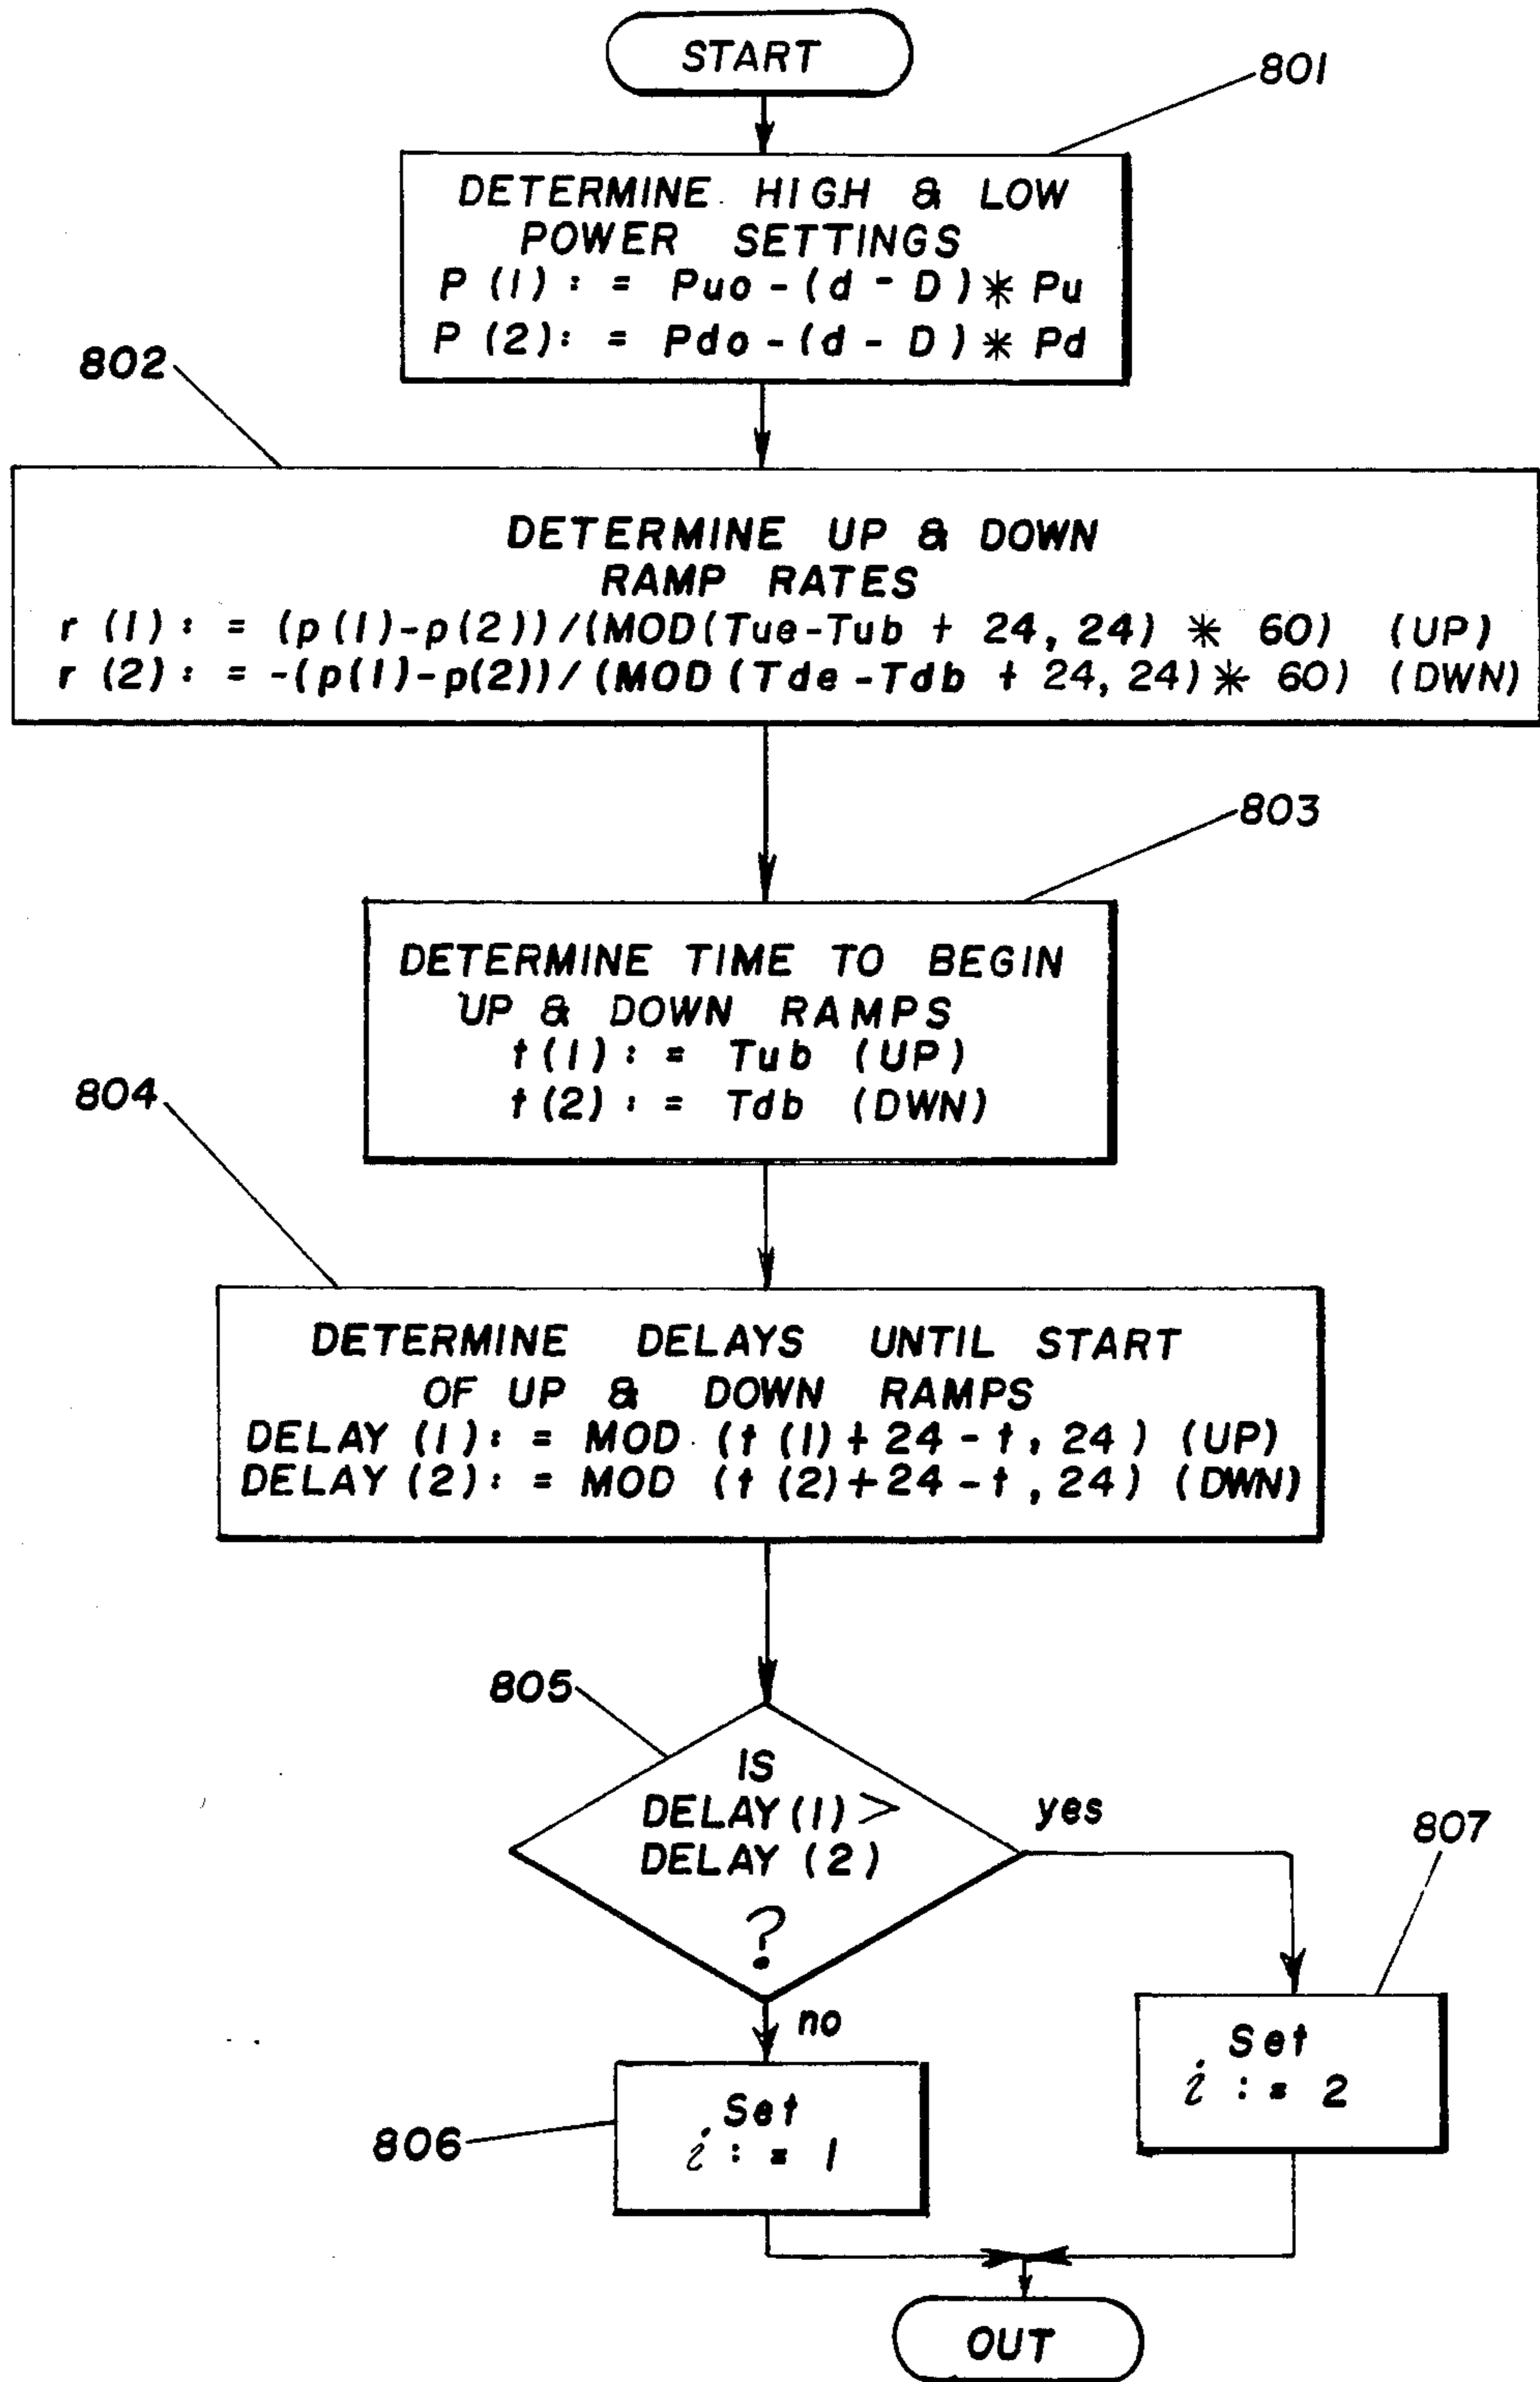 START
801
DETERMINE HIGH & LOW
POWER SETTINGS
P (1) : = Puo - (d - D) * Pu
P (2) : = Pdo - (d - D) * Pd
802
DETERMINE UP & DOWN
RAMP RATES
r (1) : = (p(1)-p(2))/(MOD(Tue-Tub + 24, 24) * 60) (UP)
r (2) : = -(p(1)-p(2))/(MOD (Tde-Tdb + 24, 24) * 60) (DWN)
803
DETERMINE TIME TO BEGIN
UP & DOWN RAMPS
t (1) : = Tub (UP)
t (2) : = Tdb (DWN)
804
DETERMINE DELAYS UNTIL START
OF UP & DOWN RAMPS
DELAY (1) : = MOD (t (1) + 24 - t, 24) (UP)
DELAY (2) : = MOD (t (2) + 24 - t, 24) (DWN)
805
IS
DELAY (1) >
DELAY (2)
?
yes
807
no
Set
i : = 2
Set
i : = 1
806
OUT